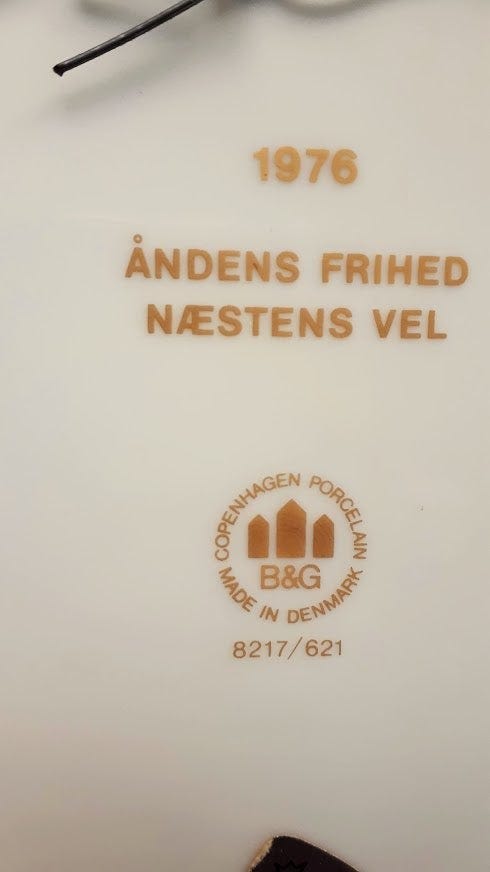 1976
ÅNDENS FRIHED
NÆSTENS VEL
COPENHAGEN PORCELAIN
B&G
MADE IN DENMARK
8217/621